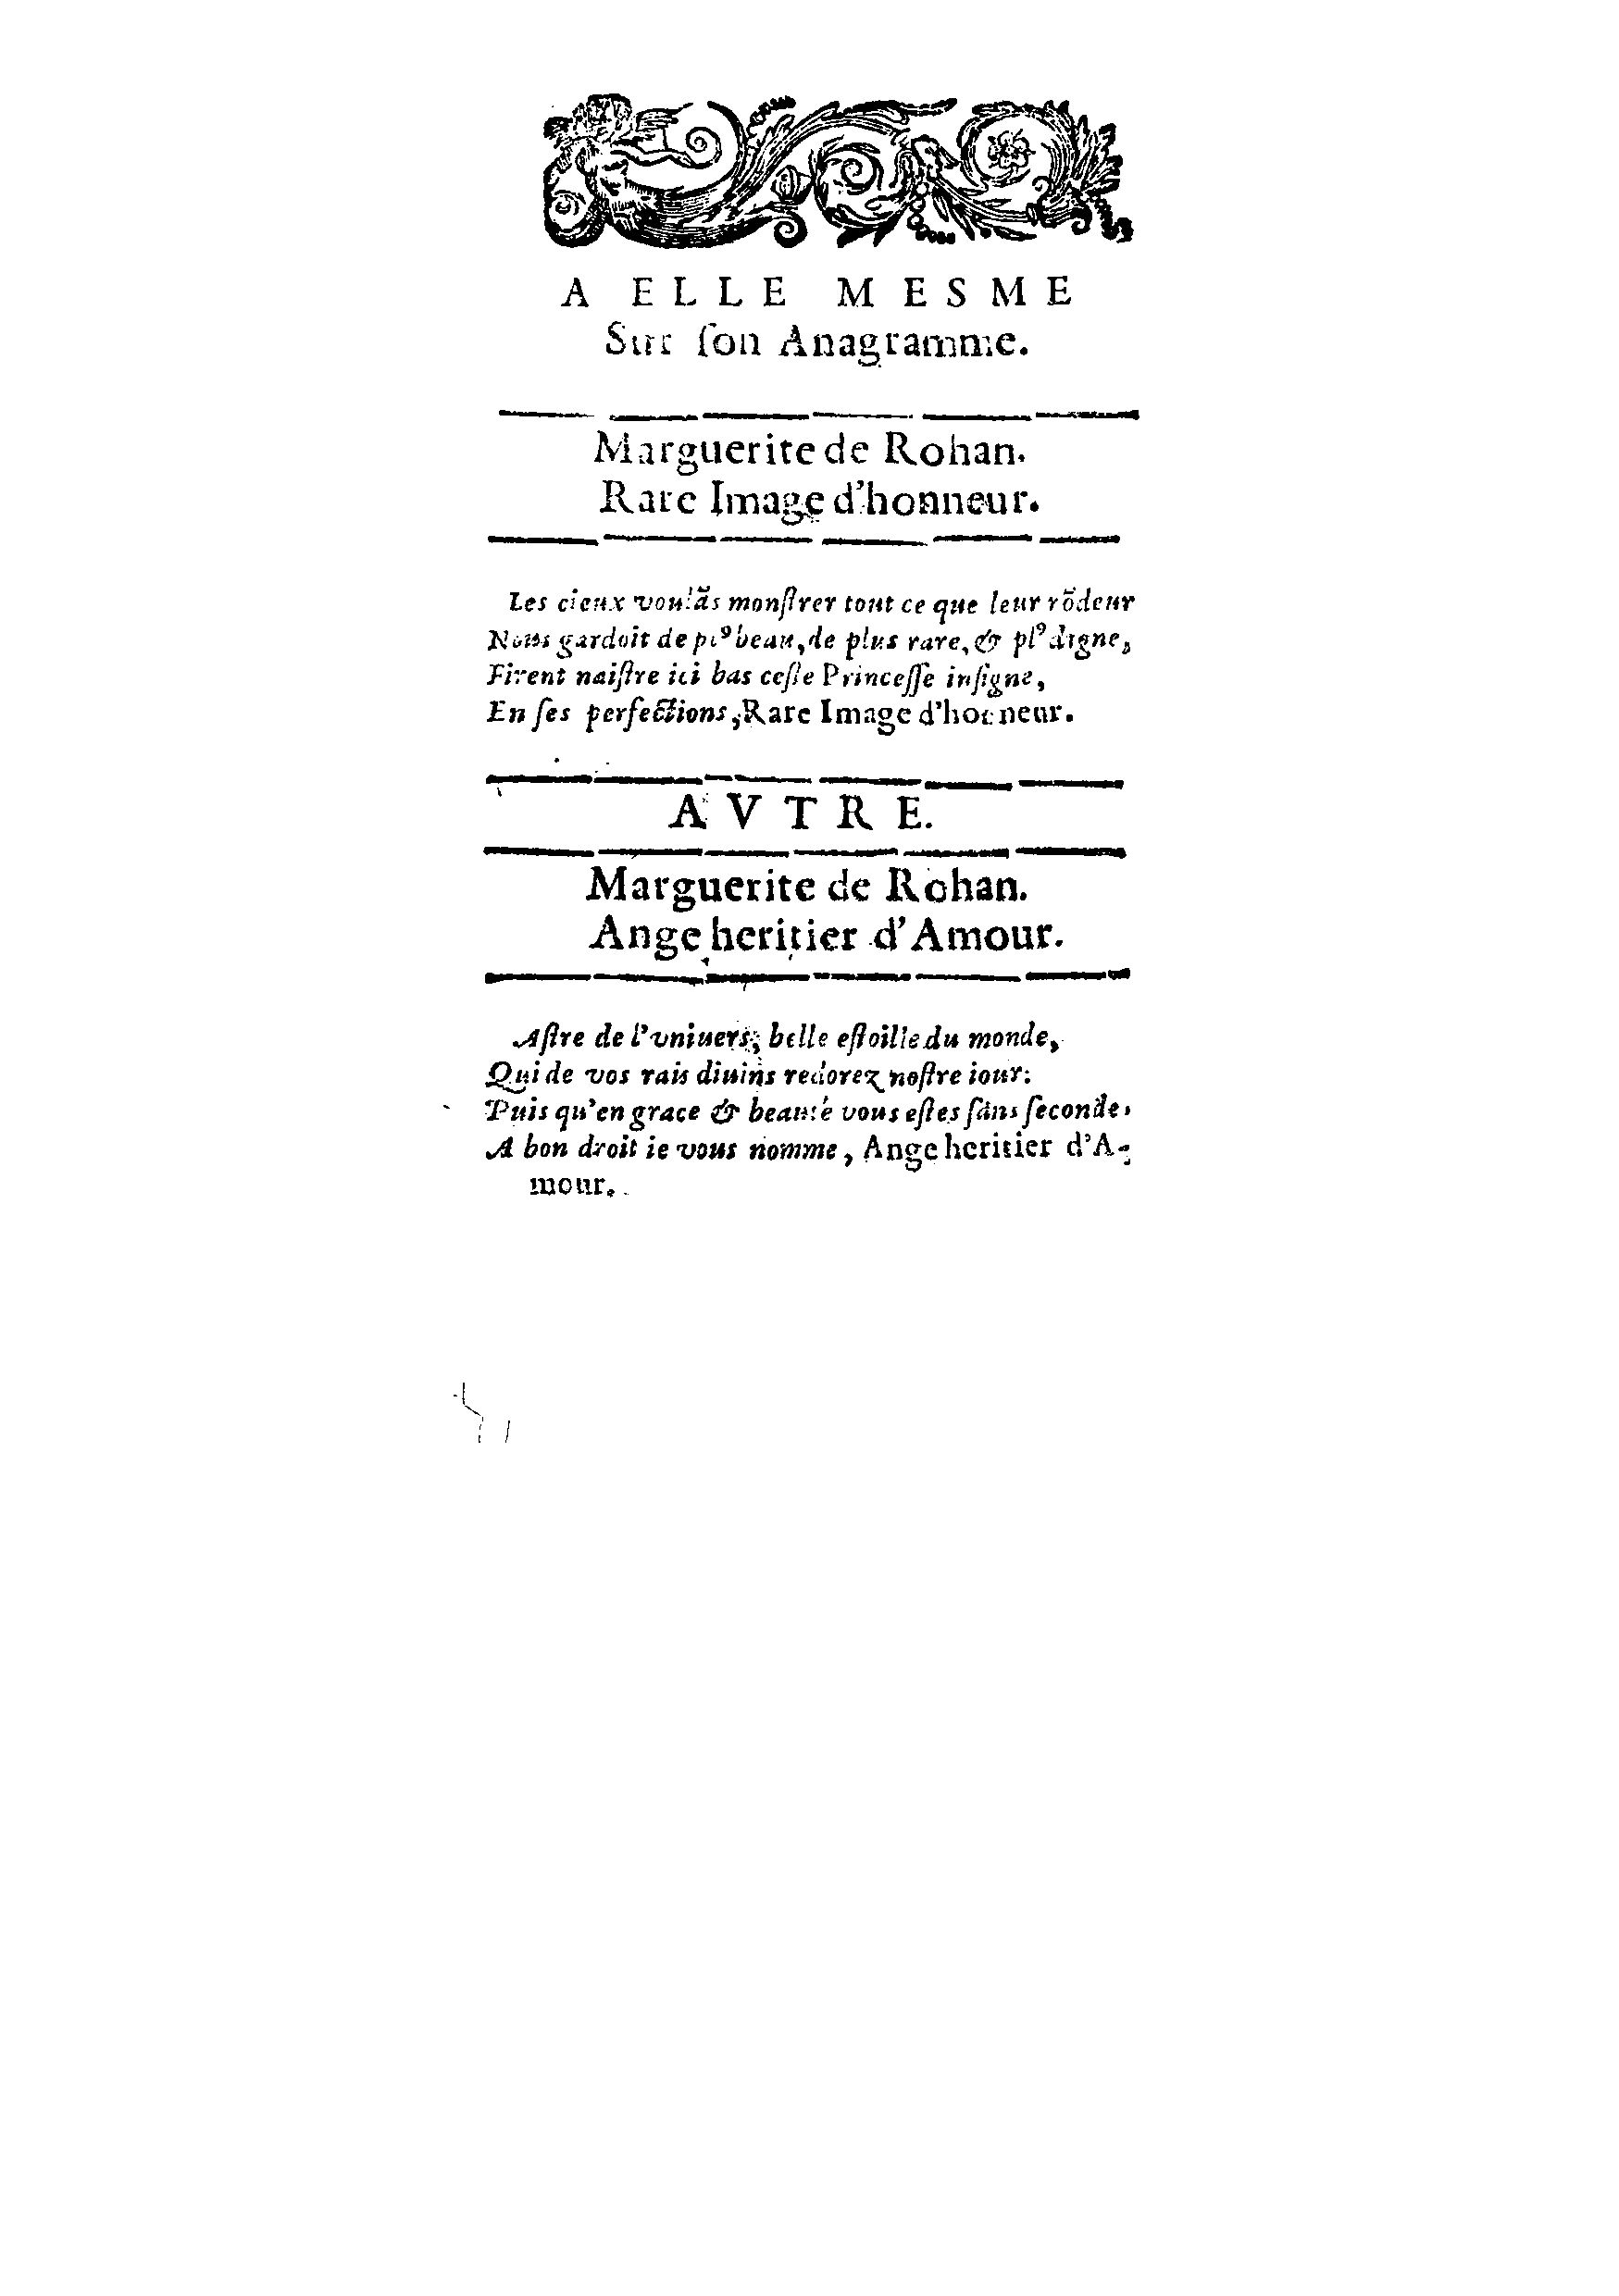 A ELLE MESME
Sur ſon Anagramme.
Marguerite de Rohan.
Rare Image d'honneur.
Les cieux voulãs monſtrer tout ce que leur rõdeur
Nous gardoit de plꝰ beau, de plus rare, & plꝰ digne,
Firent naiſtre ici bas ceſte Princeſſe inſigne,
En ſes perfections, Rare Image d'honneur.
AVTRE.
Marguerite de Rohan.
Ange heritier d'Amour.
Aſtre de l'vniuers, belle eſtoille du monde,
Qui de vos rais diuins redorez noſtre iour:
Puis qu'en grace & beauté vous eſtes ſans ſeconde,
A bon droit ie vous nomme, Ange heritier d'A-
mour.